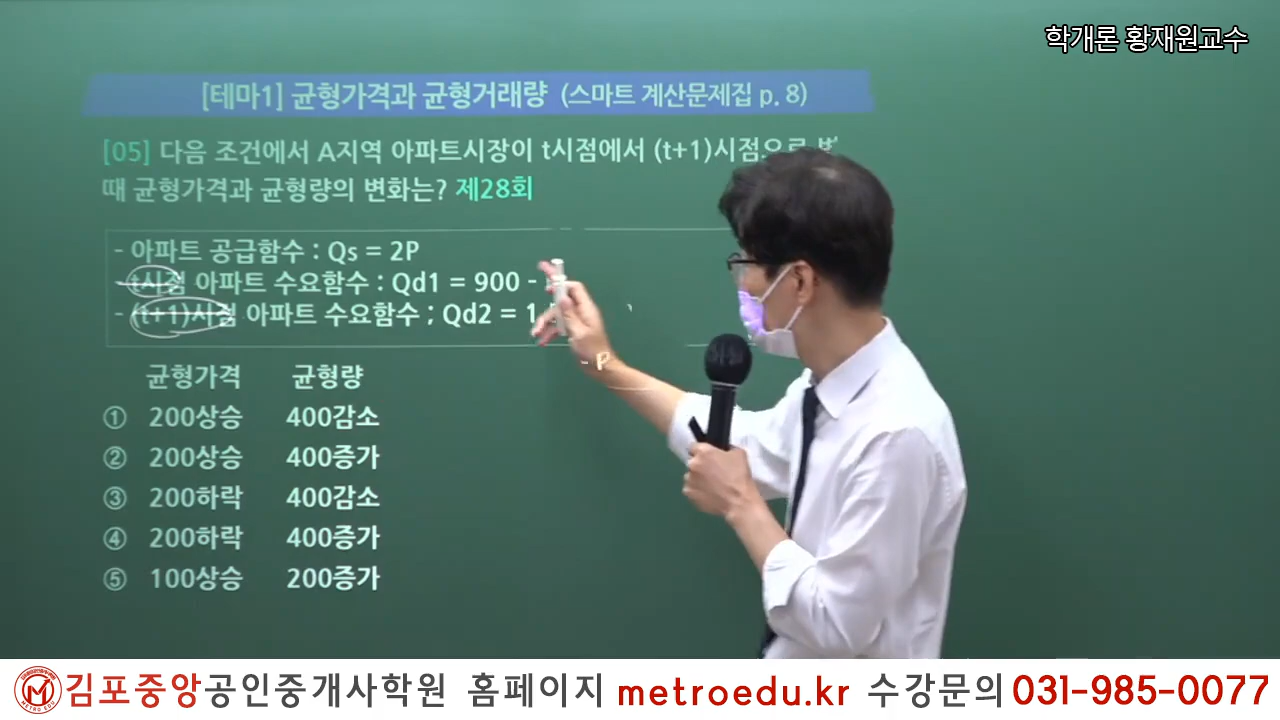 학개론 황재원교수
[테마1] 균형가격과 균형거래량 (스마트 계산문제집 p. 8)
[05] 다음 조건에서 A지역 아파트시장이 t시점에서 (t+1)시점으로
때 균형가격과 균형량의 변화는? 제28회
- 아파트 공급함수 : Qs = 2P
- t시점 아파트 수요함수 : Qd1 = 900 -
- (t+1)시점 아파트 수요함수 ; Qd2 = 1
- P
균형가격 균형량
① 200상승 400감소
② 200상승 400증가
③ 200하락 400감소
④ 200하락 400증가
⑤ 100상승 200증가
METRO EDU
김포중앙공인중개사학원 홈페이지 metroedu.kr 수강문의 031-985-0077